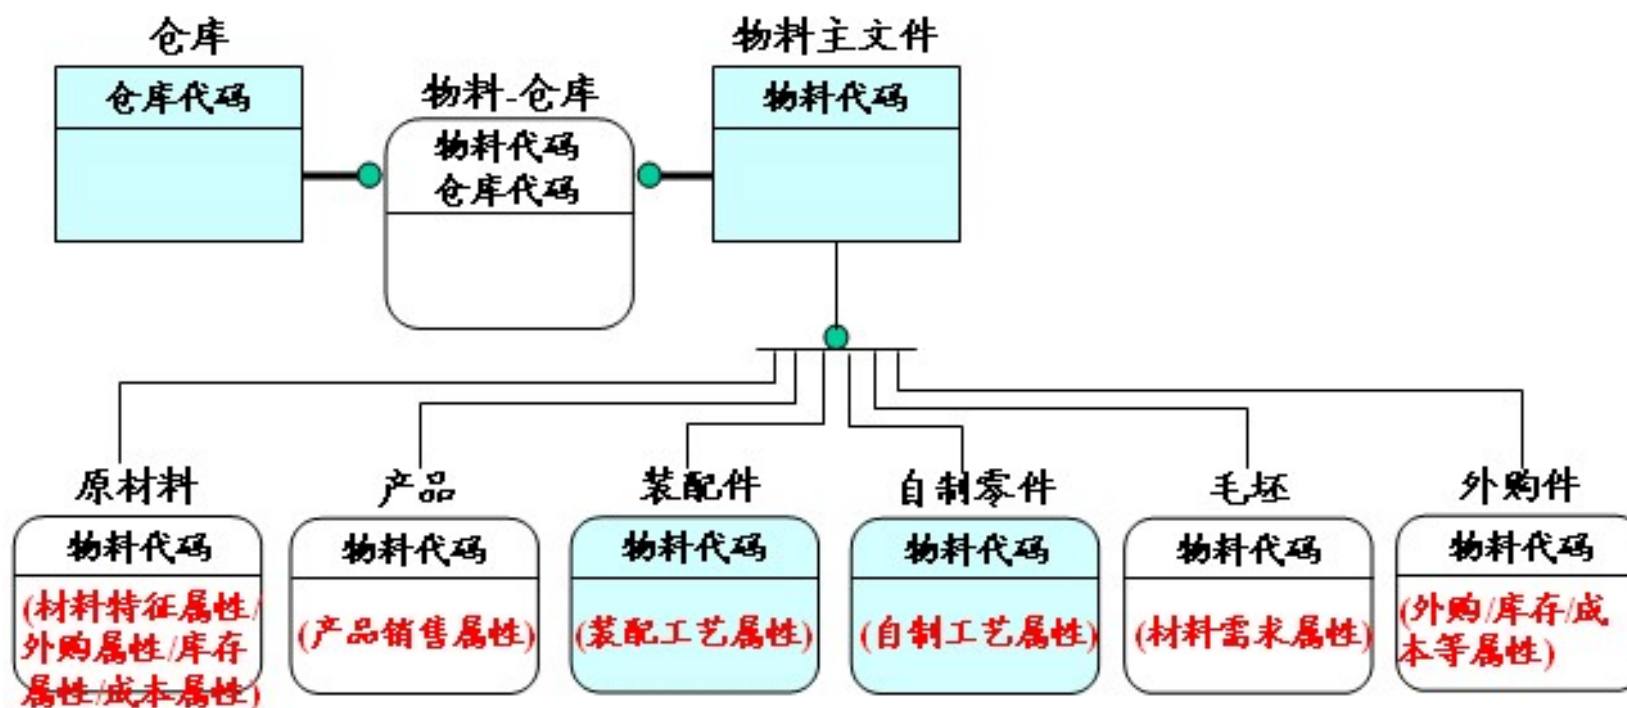 仓库
物料主文件
仓库代码
物料-仓库
物料代码
物料代码
仓库代码
原材料
产品
装配件
自制零件
毛坯
外购件
物料代码
(材料特征属性/
外购属性/库存
属性/成本属性)
物料代码
(产品销售属性)
物料代码
(装配工艺属性)
物料代码
(自制工艺属性)
物料代码
(材料需求属性)
物料代码
(外购/库存/成
本等属性)